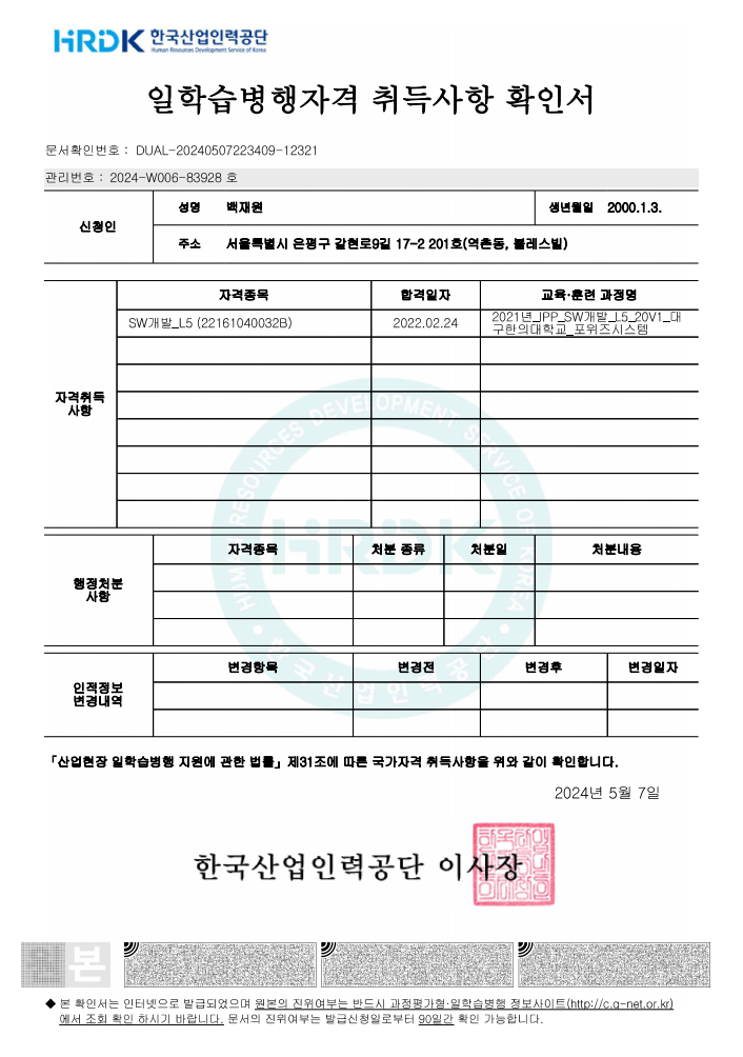 HRDK 한국산업인력공단
Human Resources Development Service of Korea
일학습병행자격 취득사항 확인서
문서확인번호 : DUAL-20240507223409-12321
관리번호 : 2024-W006-83928 호
신청인
성명 백재원 생년월일 2000.1.3.
주소 서울특별시 은평구 갈현로9길 17-2 201호(역촌동, 블레스빌)
자격취득
사항
자격종목 합격일자 교육·훈련 과정명
SW개발_L5 (22161040032B) 2022.02.24 2021년_IPP_SW개발_L5_20V1_대
구한의대학교_포위즈시스템
HUMAN RESOURCES DEVELOPMENT SERVICE OF KOREA
HRDK
한국산업인력공단
행정처분
사항
자격종목 처분 종류 처분일 처분내용
인적정보
변경내역
변경항목 변경전 변경후 변경일자
「산업현장 일학습병행 지원에 관한 법률」 제31조에 따른 국가자격 취득사항을 위와 같이 확인합니다.
2024년 5월 7일
한국산업인력공단 이사장
본
◆ 본 확인서는 인터넷으로 발급되었으며 원본의 진위여부는 반드시 과정평가형·일학습병행 정보사이트(http://c.q-net.or.kr)
에서 조회 확인 하시기 바랍니다. 문서의 진위여부는 발급신청일로부터 90일간 확인 가능합니다.